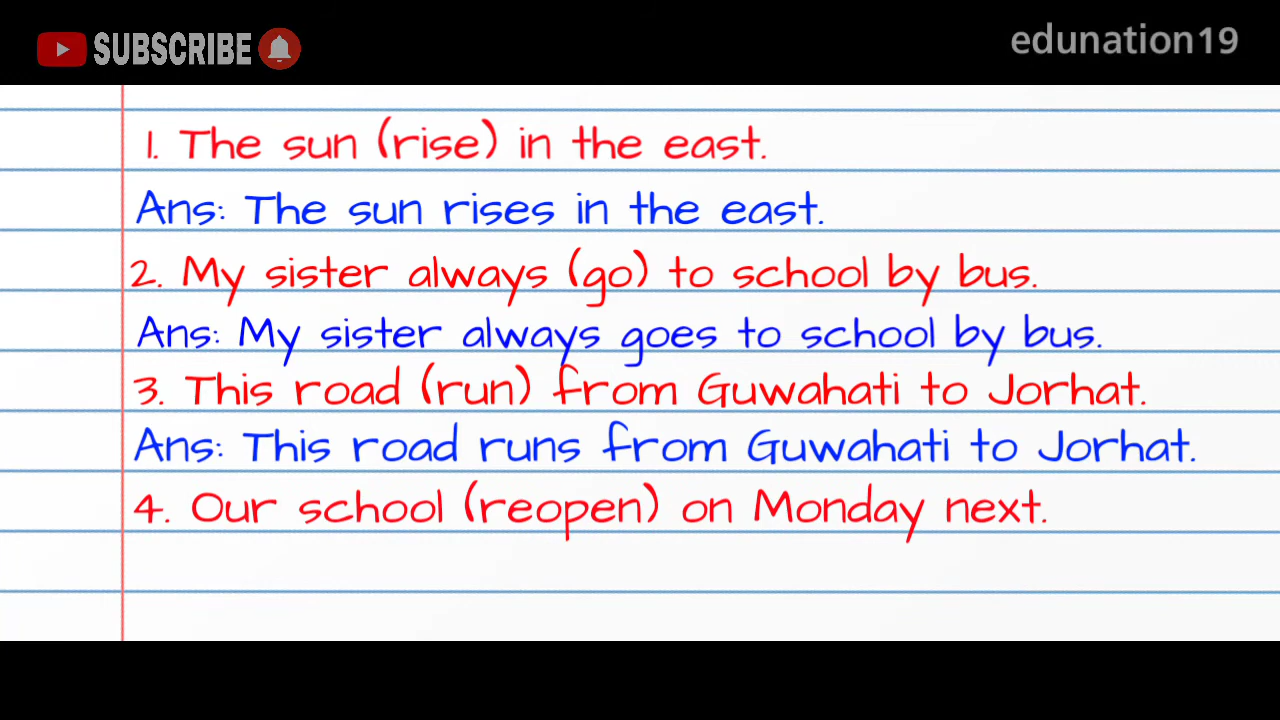 SUBSCRIBE
edunation19
1. The sun (rise) in the east.
Ans: The sun rises in the east.
2. My sister always (go) to school by bus.
Ans: My sister always goes to school by bus.
3. This road (run) from Guwahati to Jorhat.
Ans: This road runs from Guwahati to Jorhat.
4. Our school (reopen) on Monday next.